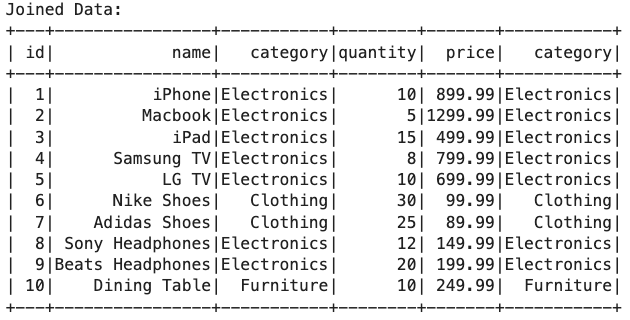 Joined Data:
+---+----------------+-----------+--------+-------+-----------+
| id|            name|   category|quantity|  price|   category|
+---+----------------+-----------+--------+-------+-----------+
|  1|          iPhone|Electronics|      10| 899.99|Electronics|
|  2|         Macbook|Electronics|       5|1299.99|Electronics|
|  3|            iPad|Electronics|      15| 499.99|Electronics|
|  4|      Samsung TV|Electronics|       8| 799.99|Electronics|
|  5|           LG TV|Electronics|      10| 699.99|Electronics|
|  6|      Nike Shoes|   Clothing|      30|  99.99|   Clothing|
|  7|    Adidas Shoes|   Clothing|      25|  89.99|   Clothing|
|  8| Sony Headphones|Electronics|      12| 149.99|Electronics|
|  9|Beats Headphones|Electronics|      20| 199.99|Electronics|
| 10|    Dining Table|  Furniture|      10| 249.99|  Furniture|
+---+----------------+-----------+--------+-------+-----------+